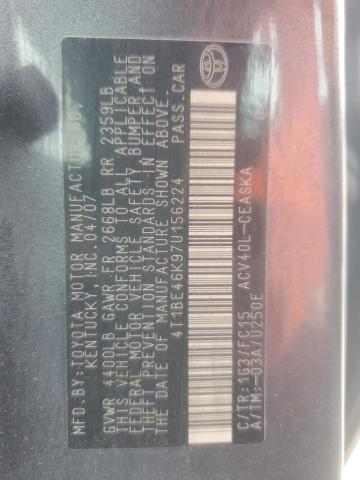 MFD. BY: TOYOTA MOTOR MANUFACTURING,
KENTUCKY, INC. 04/07
GVWR 4400LB GAWR FR 2668LB RR 2359LB
THIS VEHICLE CONFORMS TO ALL APPLICABLE
FEDERAL MOTOR VEHICLE SAFETY, BUMPER, AND
THEFT PREVENTION STANDARDS IN EFFECT ON
THE DATE OF MANUFACTURE SHOWN ABOVE.
4T1BE46K97U156224 PASS.CAR
C/TR:1G3/FC15 ACV40L-CEASKA
A/TM:-03A/U250E